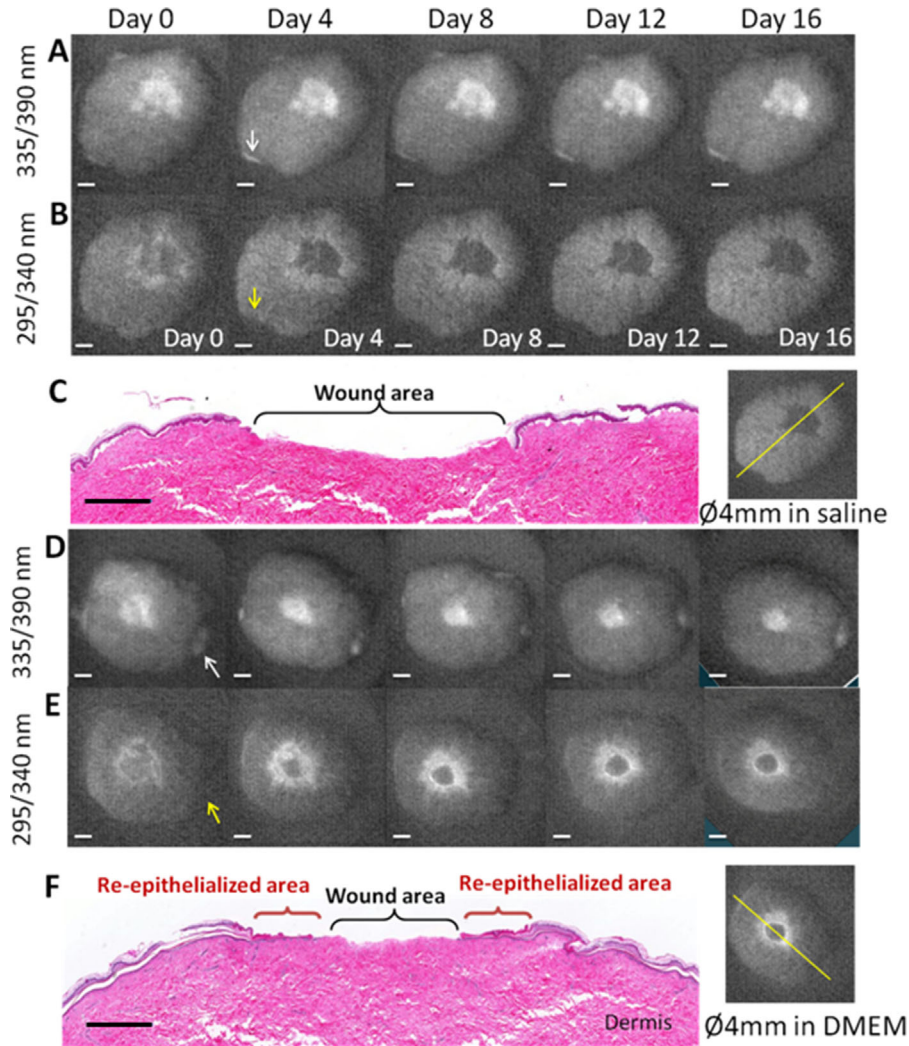 Day 0 Day 4 Day 8 Day 12 Day 16
A
335/390 nm
B
295/340 nm
Day 0 Day 4 Day 8 Day 12 Day 16
C
Wound area
Ø4mm in saline
D
335/390 nm
E
295/340 nm
F
Re-epithelialized area Wound area Re-epithelialized area
Dermis
Ø4mm in DMEM